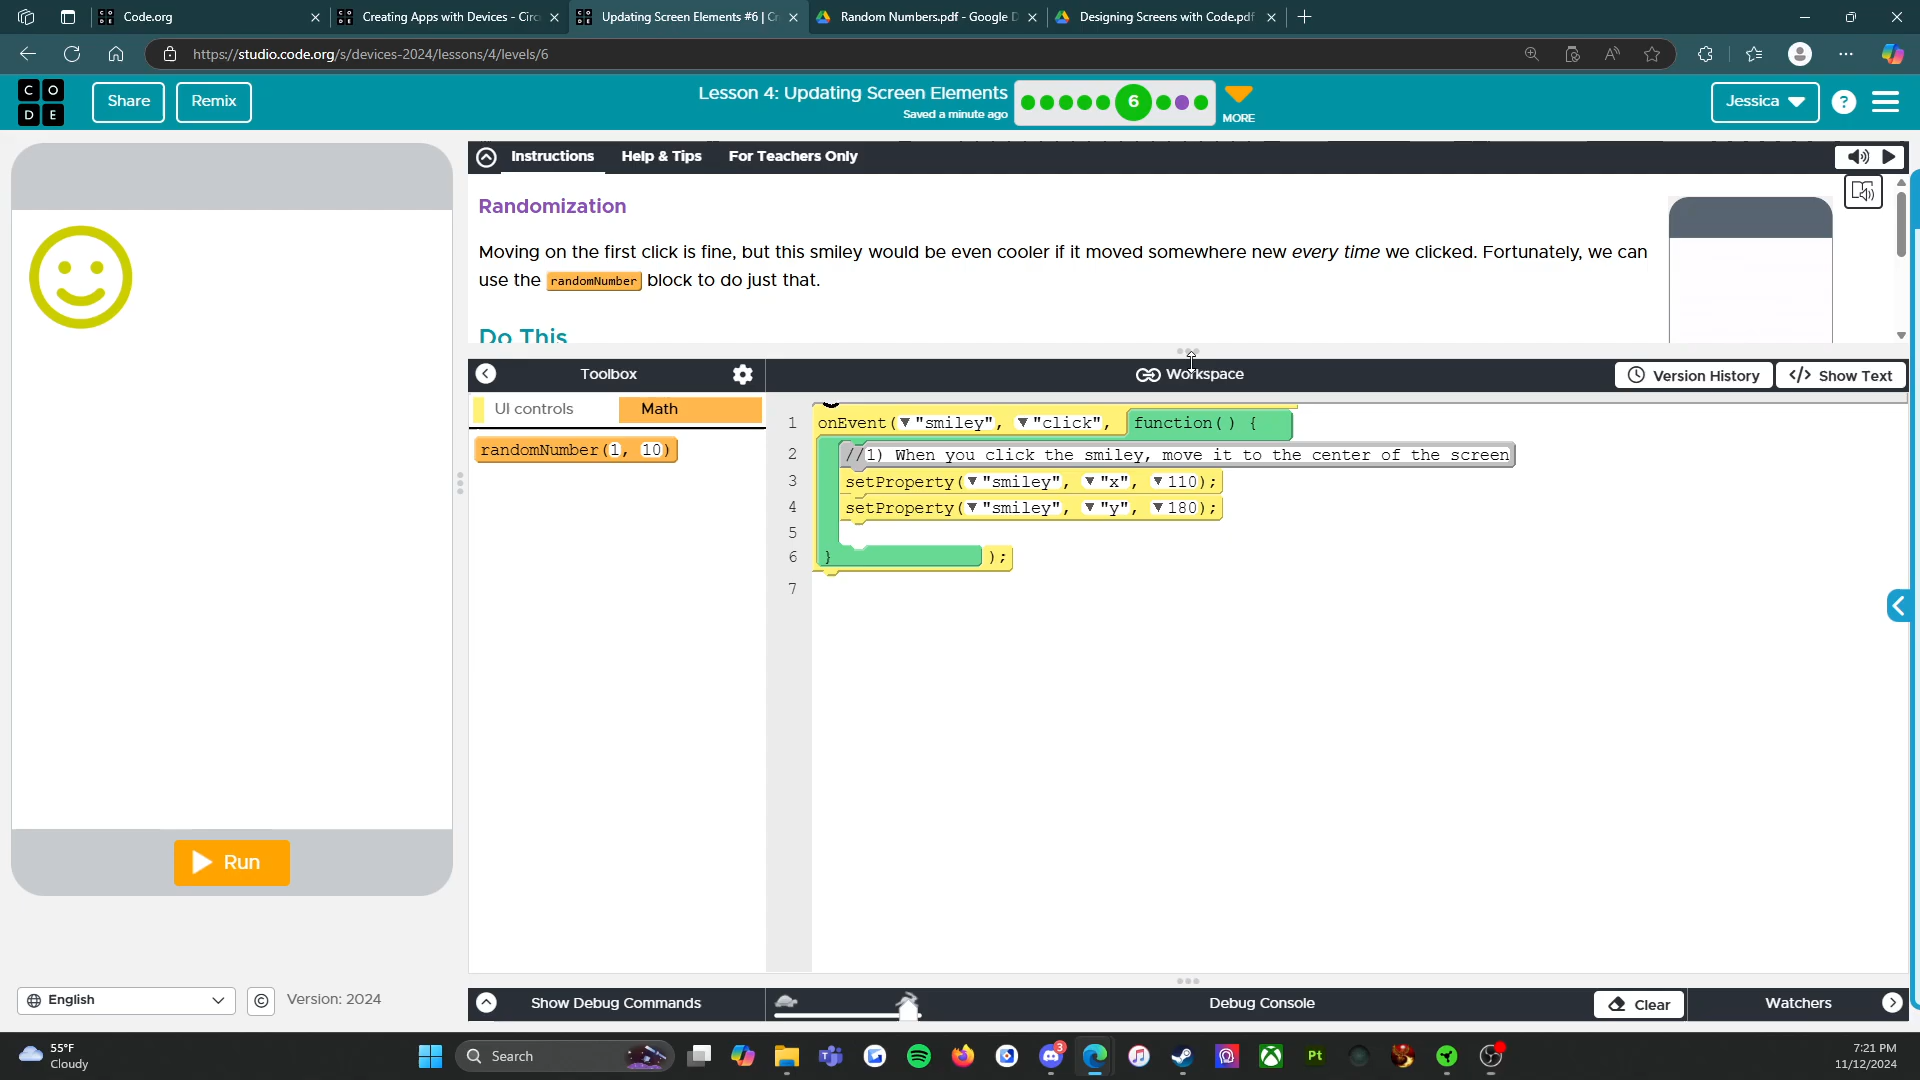 Code.org
Creating Apps with Devices - Circ
Updating Screen Elements #6 | Cr
Random Numbers.pdf - Google D
Designing Screens with Code.pdf
https://studio.code.org/s/devices-2024/lessons/4/levels/6
C O
D E
Share
Remix
Lesson 4: Updating Screen Elements
Saved a minute ago
6
MORE
Jessica
?
Instructions
Help & Tips
For Teachers Only
Randomization
Moving on the first click is fine, but this smiley would be even cooler if it moved somewhere new every time we clicked. Fortunately, we can
use the randomNumber block to do just that.
Do This
Toolbox
Workspace
Version History
</> Show Text
UI controls
Math
randomNumber(1, 10)
1 onEvent(▼"smiley", ▼"click", function( ) {
2 //1) When you click the smiley, move it to the center of the screen
3 setProperty(▼"smiley", ▼"x", ▼110);
4 setProperty(▼"smiley", ▼"y", ▼180);
5
6 } );
7
Run
English
©
Version: 2024
Show Debug Commands
Debug Console
Clear
Watchers
55°F
Cloudy
Search
3
Pt
7:21 PM
11/12/2024